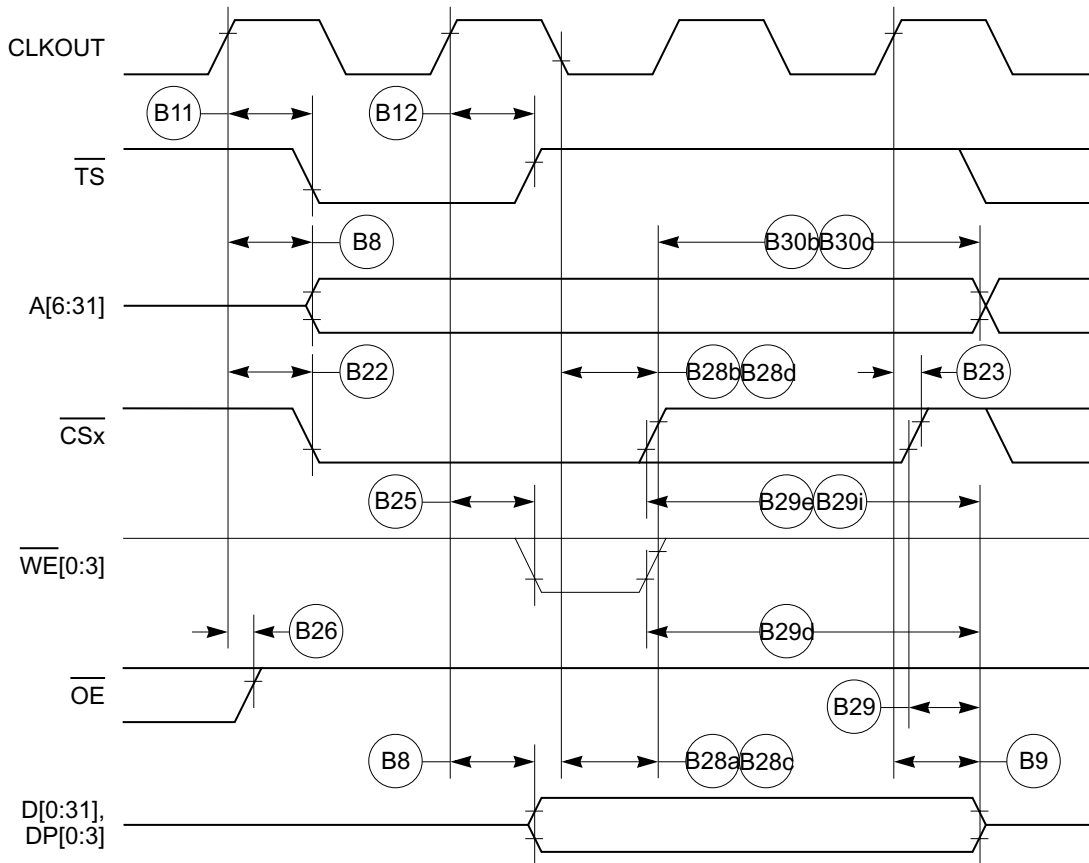 CLKOUT
B11
B12
TS
B8
B30b B30d
A[6:31]
B22
B28b B28d
B23
CSx
B25
B29e B29i
WE[0:3]
B26
B29d
OE
B29
B8
B28a B28c
B9
D[0:31],
DP[0:3]